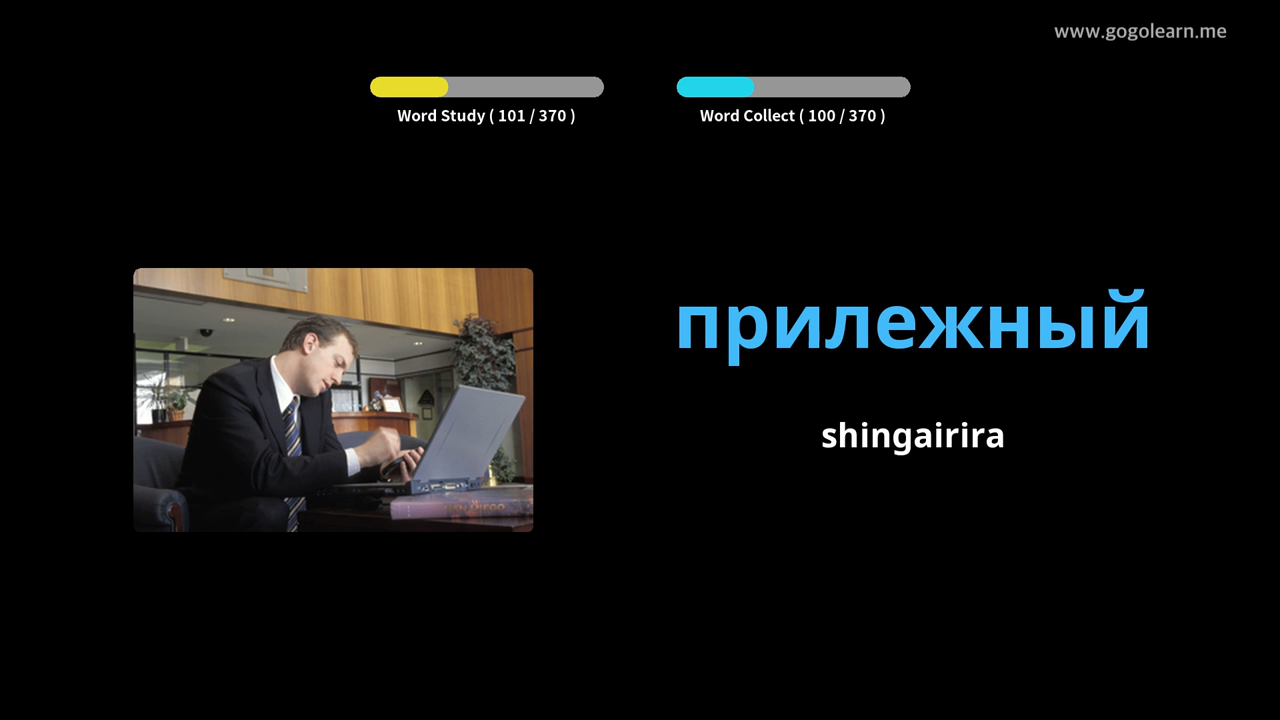 www.gogolearn.me
Word Study ( 101 / 370 )
Word Collect ( 100 / 370 )
прилежный
shingairira